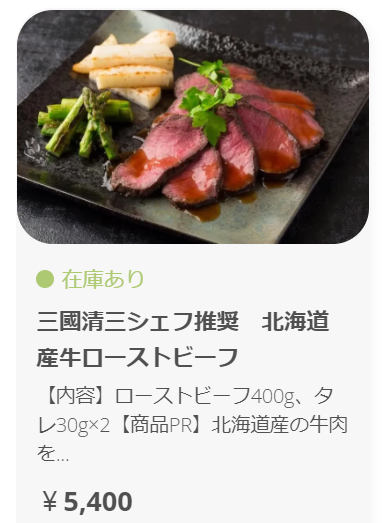 在庫あり
三國清三シェフ推奨　北海道
産牛ローストビーフ
【内容】ローストビーフ400g、タ
レ30g×2【商品PR】北海道産の牛肉
を...
￥5,400